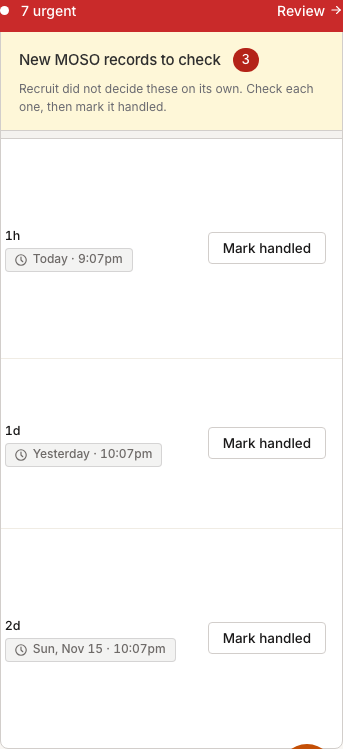 7 urgent
Review →
New MOSO records to check 3
Recruit did not decide these on its own. Check each
one, then mark it handled.
1h
Today · 9:07pm
Mark handled
1d
Yesterday · 10:07pm
Mark handled
2d
Sun, Nov 15 · 10:07pm
Mark handled